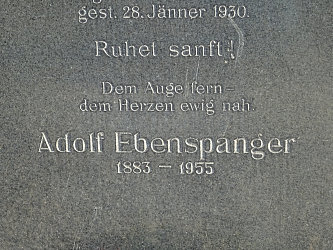 gest. 28. Jänner 1930.
Ruhet sanft!
Dem Auge fern —
dem Herzen ewig nah.
Adolf Ebenspanger
1883 — 1955